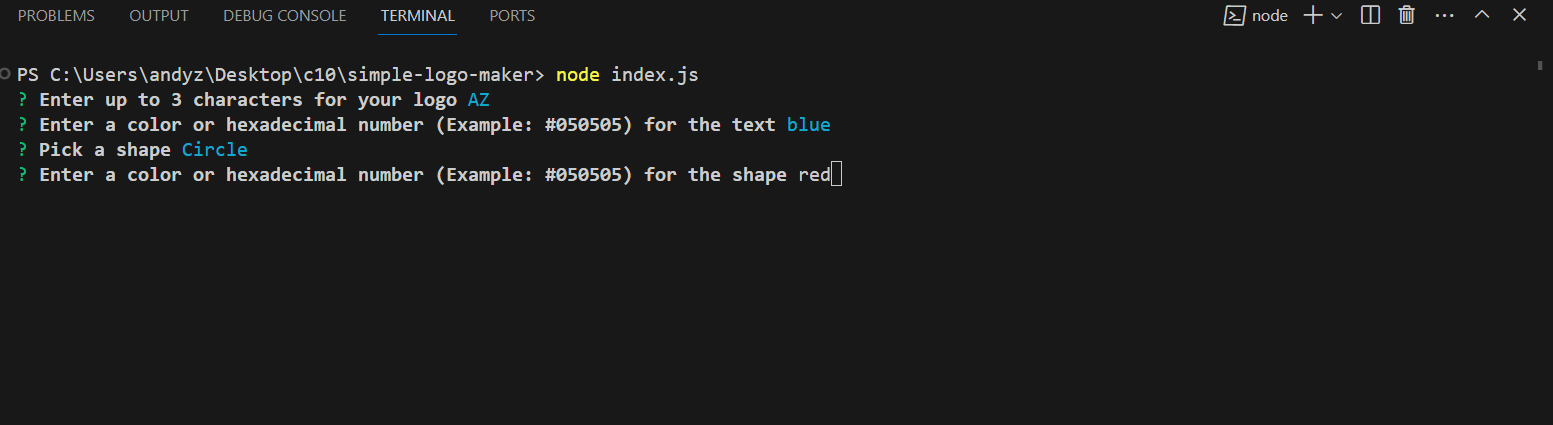 PROBLEMS OUTPUT DEBUG CONSOLE TERMINAL PORTS node
PS C:\Users\andyz\Desktop\c10\simple-logo-maker> node index.js
? Enter up to 3 characters for your logo AZ
? Enter a color or hexadecimal number (Example: #050505) for the text blue
? Pick a shape Circle
? Enter a color or hexadecimal number (Example: #050505) for the shape red